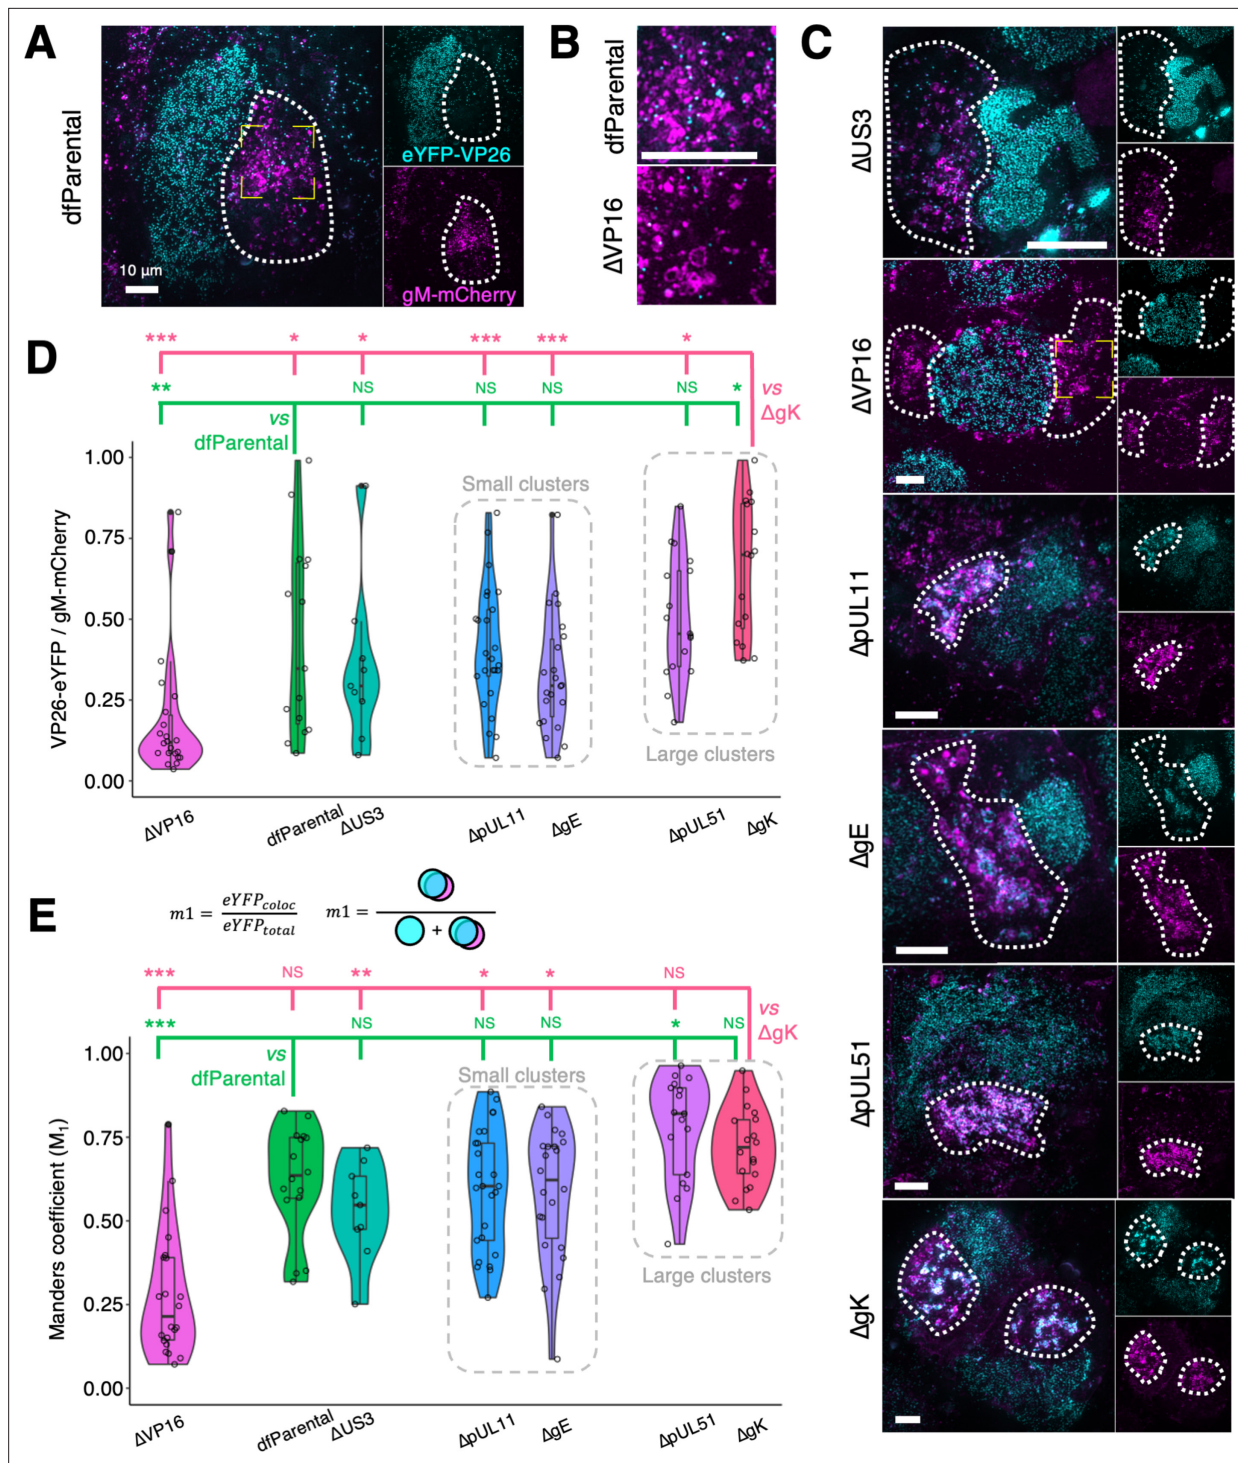 A
dfParental
10 µm
eYFP-VP26
gM-mCherry
B
dfParental
ΔVP16
C
ΔUS3
ΔVP16
ΔpUL11
ΔgE
ΔpUL51
ΔgK
D
*** * * *** *** *
** NS NS NS NS *
vs
dfParental
vs
ΔgK
VP26-eYFP / gM-mCherry
1.00
0.75
0.50
0.25
0.00
Small clusters
Large clusters
ΔVP16 dfParental ΔUS3 ΔpUL11 ΔgE ΔpUL51 ΔgK
E
m1 = eYFPcoloc / eYFPtotal
m1 = +
*** NS ** * * NS
*** NS NS NS * NS
vs
dfParental
vs
ΔgK
Manders coefficient (M₁)
1.00
0.75
0.50
0.25
0.00
Small clusters
Large clusters
ΔVP16 dfParental ΔUS3 ΔpUL11 ΔgE ΔpUL51 ΔgK